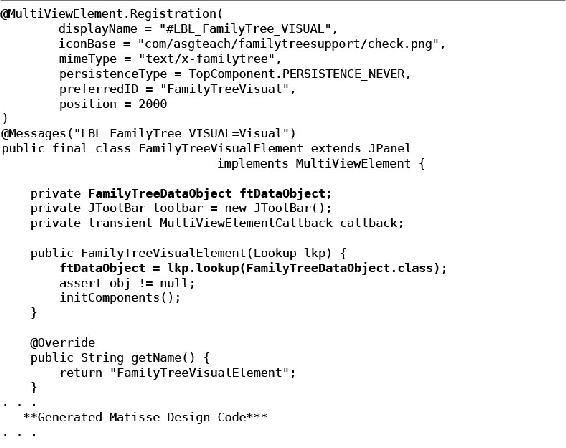 @MultiViewElement.Registration(
        displayName = "#LBL_FamilyTree_VISUAL",
        iconBase = "com/asgteach/familytreesupport/check.png",
        mimeType = "text/x-familytree",
        persistenceType = TopComponent.PERSISTENCE_NEVER,
        preferredID = "FamilyTreeVisual",
        position = 2000
)
@Messages("LBL_FamilyTree_VISUAL=Visual")
public final class FamilyTreeVisualElement extends JPanel
                              implements MultiViewElement {

    private FamilyTreeDataObject ftDataObject;
    private JToolBar toolbar = new JToolBar();
    private transient MultiViewElementCallback callback;

    public FamilyTreeVisualElement(Lookup lkp) {
        ftDataObject = lkp.lookup(FamilyTreeDataObject.class);
        assert obj != null;
        initComponents();
    }

    @Override
    public String getName() {
        return "FamilyTreeVisualElement";
    }
. . .
   **Generated Matisse Design Code***
. . .